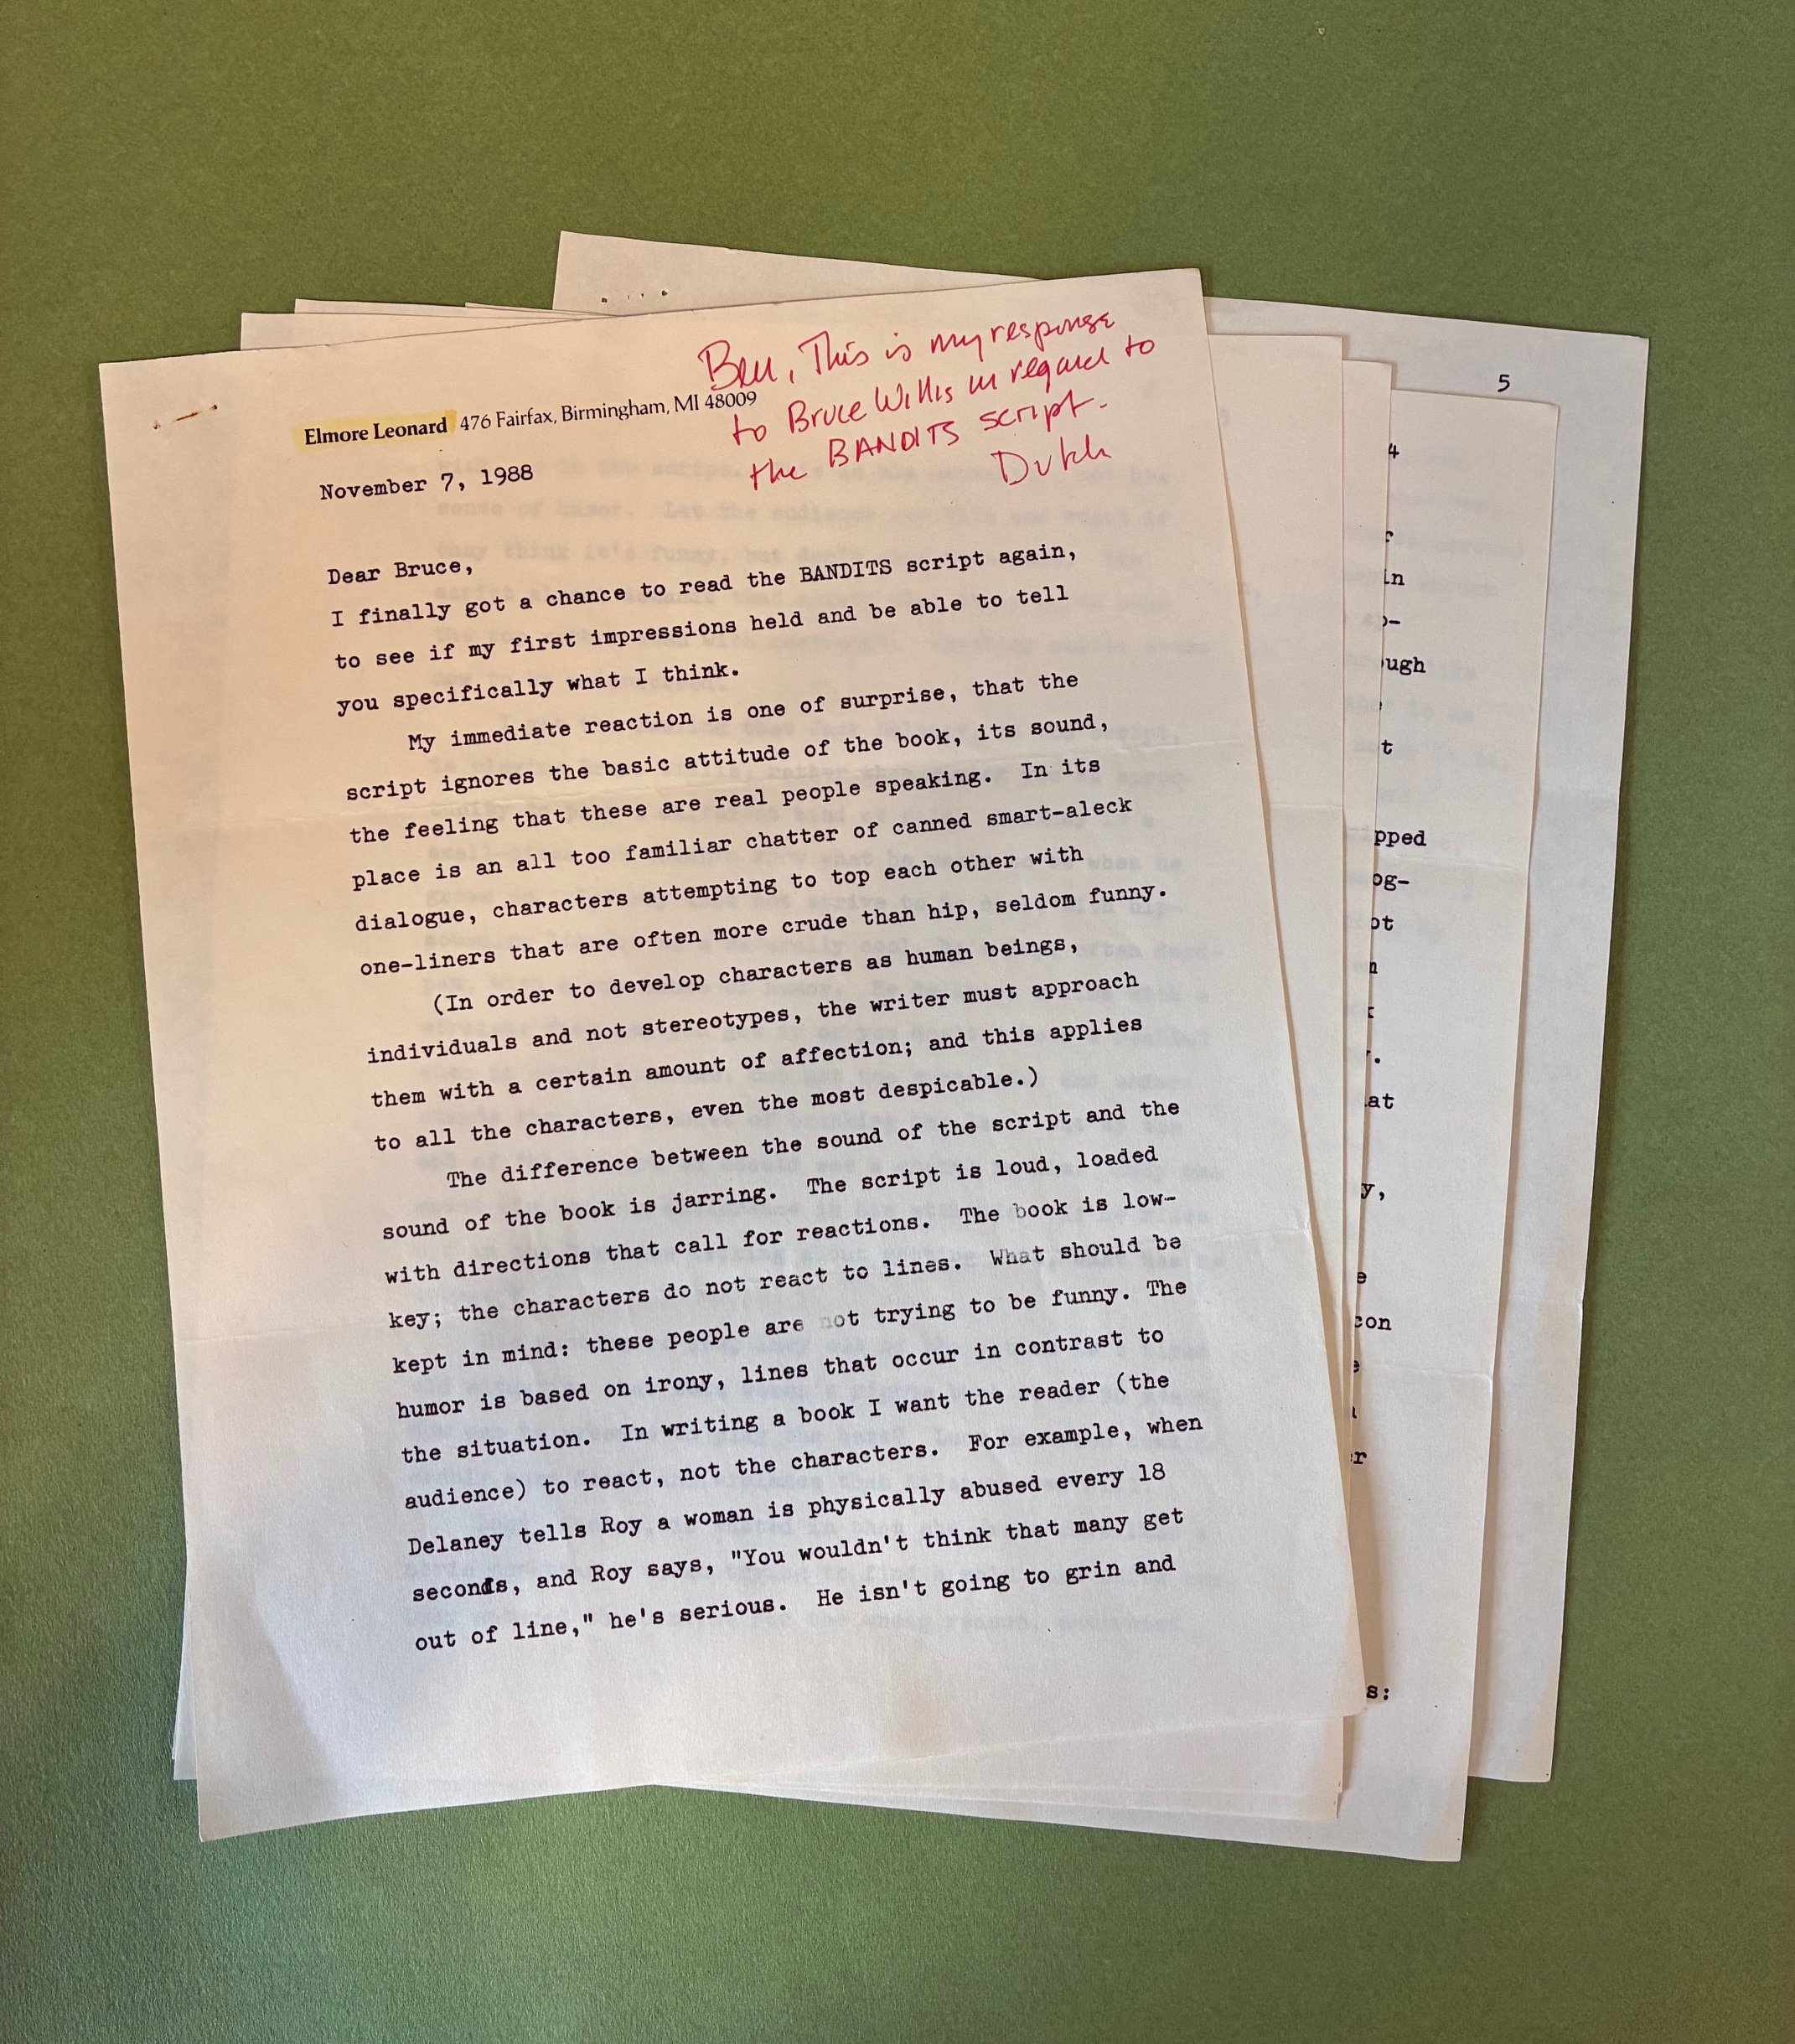 Ben, This is my response
to Bruce Willis in regard to
the BANDITS script.
Dutch
Elmore Leonard 476 Fairfax, Birmingham, MI 48009
November 7, 1988
Dear Bruce,
I finally got a chance to read the BANDITS script again,
to see if my first impressions held and be able to tell
you specifically what I think.
My immediate reaction is one of surprise, that the
script ignores the basic attitude of the book, its sound,
the feeling that these are real people speaking. In its
place is an all too familiar chatter of canned smart-aleck
dialogue, characters attempting to top each other with
one-liners that are often more crude than hip, seldom funny.
(In order to develop characters as human beings,
individuals and not stereotypes, the writer must approach
them with a certain amount of affection; and this applies
to all the characters, even the most despicable.)
The difference between the sound of the script and the
sound of the book is jarring. The script is loud, loaded
with directions that call for reactions. The book is low-
key; the characters do not react to lines. What should be
kept in mind: these people are not trying to be funny. The
humor is based on irony, lines that occur in contrast to
the situation. In writing a book I want the reader (the
audience) to react, not the characters. For example, when
Delaney tells Roy a woman is physically abused every 18
seconds, and Roy says, "You wouldn't think that many get
out of line," he's serious. He isn't going to grin and
5
4
in
ugh
t
pped
og-
ot
at
y,
e
con
er
s: